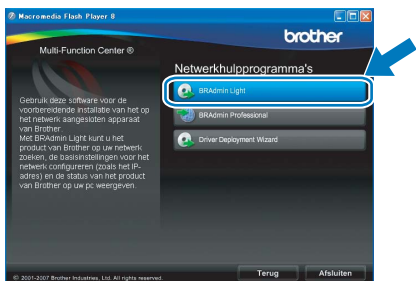 Macromedia Flash Player 8
brother
Multi-Function Center ®
Netwerkhulpprogramma's
BRAdmin Light
BRAdmin Professional
Driver Deployment Wizard
Gebruik deze software voor de
voorbereidende installatie van het op
het netwerk aangesloten apparaat
van Brother.
Met BRAdmin Light kunt u het
product van Brother op uw netwerk
zoeken, de basisinstellingen voor het
netwerk configureren (zoals het IP-
adres) en de status van het product
van Brother op uw pc weergeven.
© 2001-2007 Brother Industries, Ltd. All rights reserved.
Terug
Afsluiten